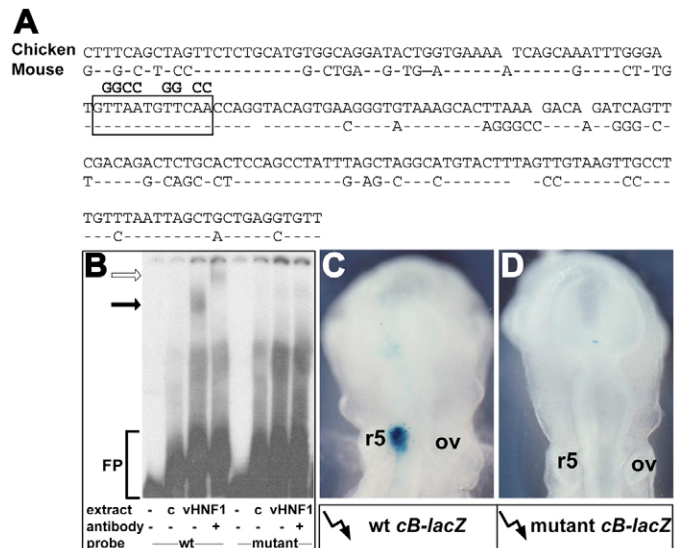 A
Chicken CTTTCAGCTAGTTCTCTGCATGTGGCAGGATACTGGTGAAAA TCAGCAAATTTGGGA
Mouse G--G-C-T-CC-----------G-CTGA--G-TG-A------A-------G-----CT-TG
GGCC GG CC
TGTTAATGTTCAACCAGGTACAGTGAAGGGTGTAAAGCACTTAAA GACA GATCAGTT
----------------- ---------C----A--------AGGGCC----A--GGG-C-
CGACAGACTCTGCACTCCAGCCTATTTAGCTAGGCATGTACTTTAGTTGTAAGTTGCCT
T-----G-CAGC-CT-----------G-AG-C---C------- --CC------CC---
TGTTTAATTAGCTGCTGAGGTGTT
---C---------A-----C----
B
C
D
FP
r5
ov
r5
ov
extract - c vHNF1 - c vHNF1
antibody - - - + - - - +
probe wt mutant
wt cB-lacZ
mutant cB-lacZ